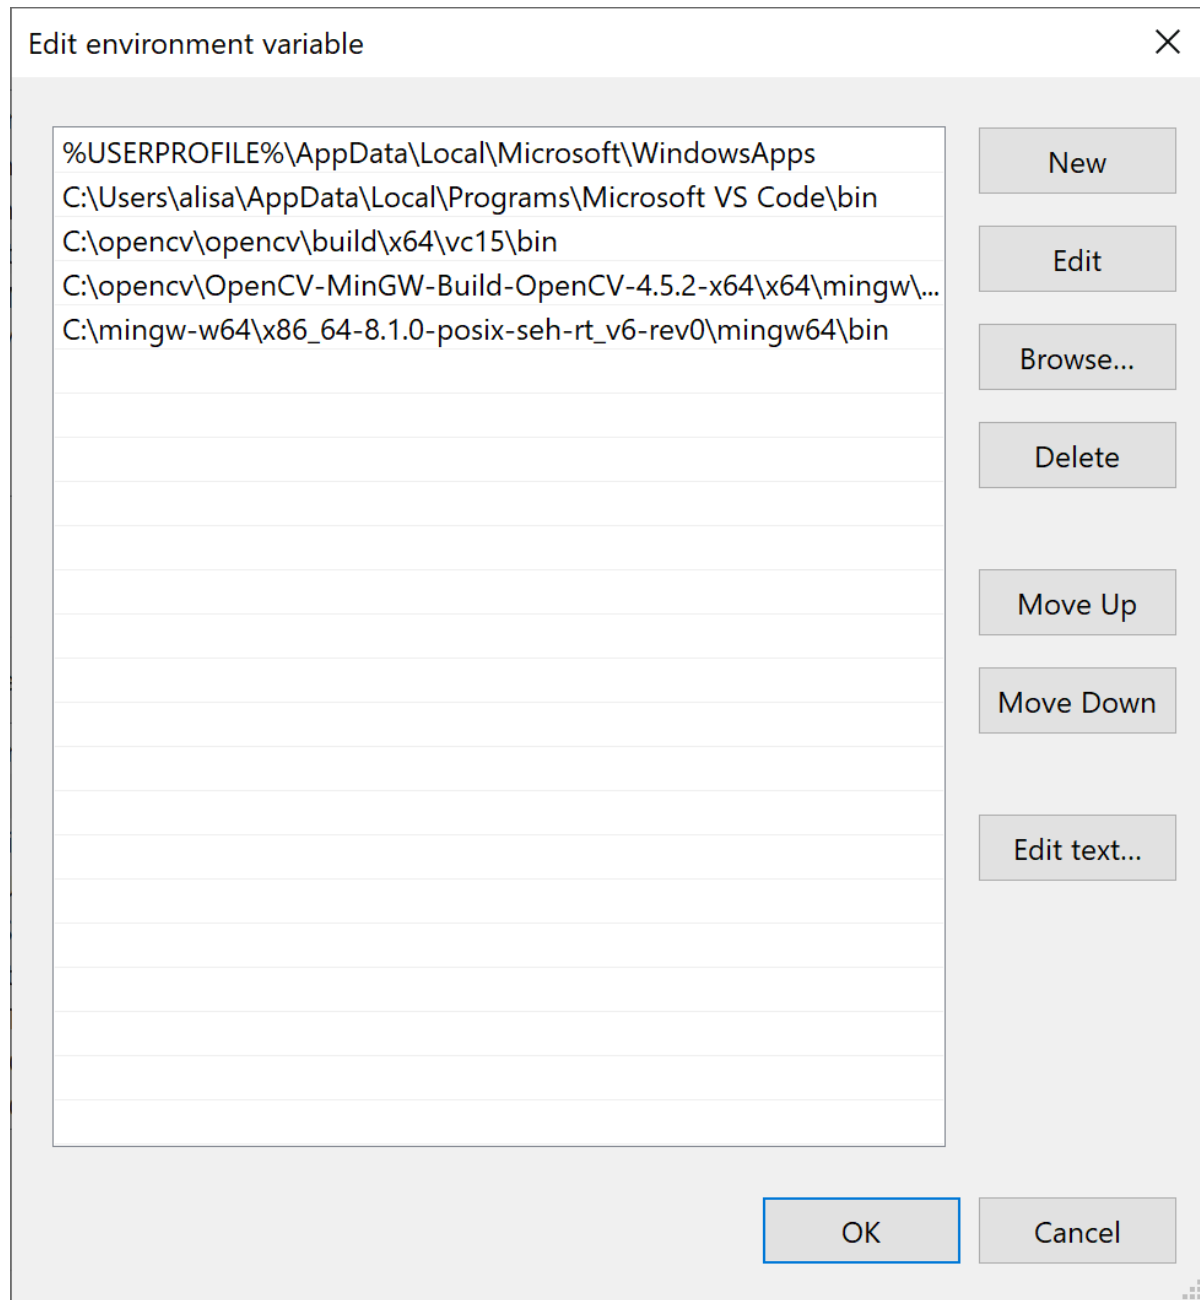 Edit environment variable
%USERPROFILE%\AppData\Local\Microsoft\WindowsApps
C:\Users\alisa\AppData\Local\Programs\Microsoft VS Code\bin
C:\opencv\opencv\build\x64\vc15\bin
C:\opencv\OpenCV-MinGW-Build-OpenCV-4.5.2-x64\x64\mingw\...
C:\mingw-w64\x86_64-8.1.0-posix-seh-rt_v6-rev0\mingw64\bin
New
Edit
Browse...
Delete
Move Up
Move Down
Edit text...
OK
Cancel